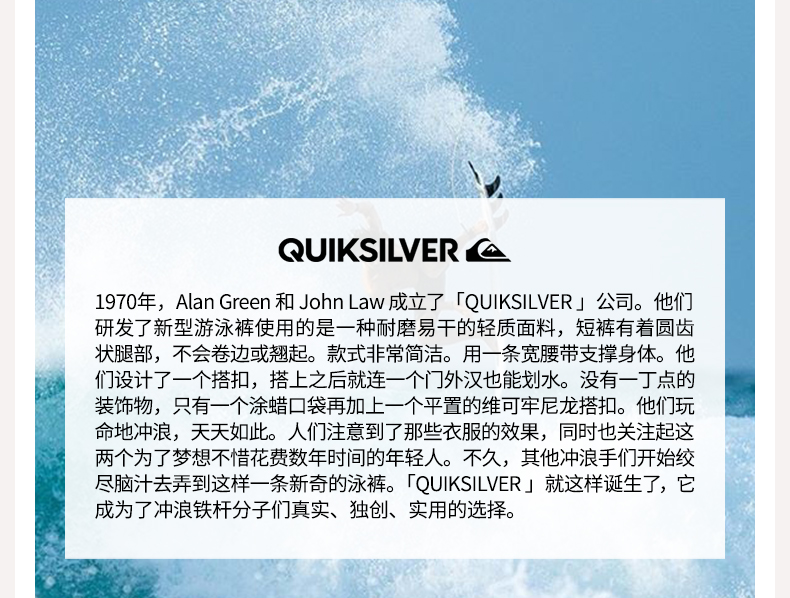 QUIKSILVER
1970年，Alan Green 和 John Law 成立了「QUIKSILVER 」公司。他们
研发了新型游泳裤使用的是一种耐磨易干的轻质面料，短裤有着圆齿
状腿部，不会卷边或翘起。款式非常简洁。用一条宽腰带支撑身体。他
们设计了一个搭扣，搭上之后就连一个门外汉也能划水。没有一丁点的
装饰物，只有一个涂蜡口袋再加上一个平置的维可牢尼龙搭扣。他们玩
命地冲浪，天天如此。人们注意到了那些衣服的效果，同时也关注起这
两个为了梦想不惜花费数年时间的年轻人。不久，其他冲浪手们开始绞
尽脑汁去弄到这样一条新奇的泳裤。「QUIKSILVER 」就这样诞生了，它
成为了冲浪铁杆分子们真实、独创、实用的选择。